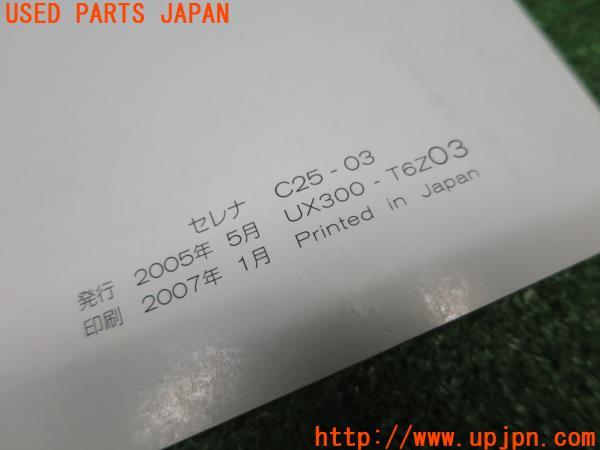 USED PARTS JAPAN
セレナ C25-03
発行 2005年 5月 UX300-T6Z03
印刷 2007年 1月 Printed in Japan
http://www.upjpn.com